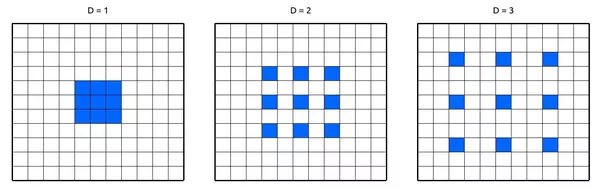 D = 1
D = 2
D = 3